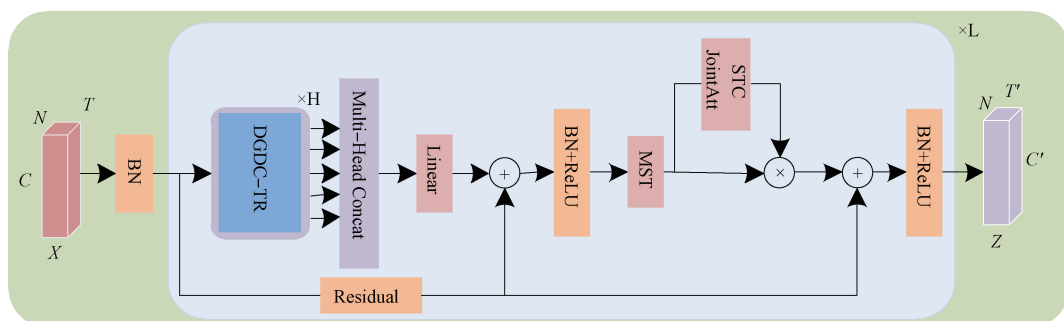 ×L
N
T
C
X
BN
×H
DGDC-TR
Multi-Head Concat
Linear
+
BN+ReLU
MST
STC
JointAtt
×
+
BN+ReLU
N
T′
C′
Z
Residual